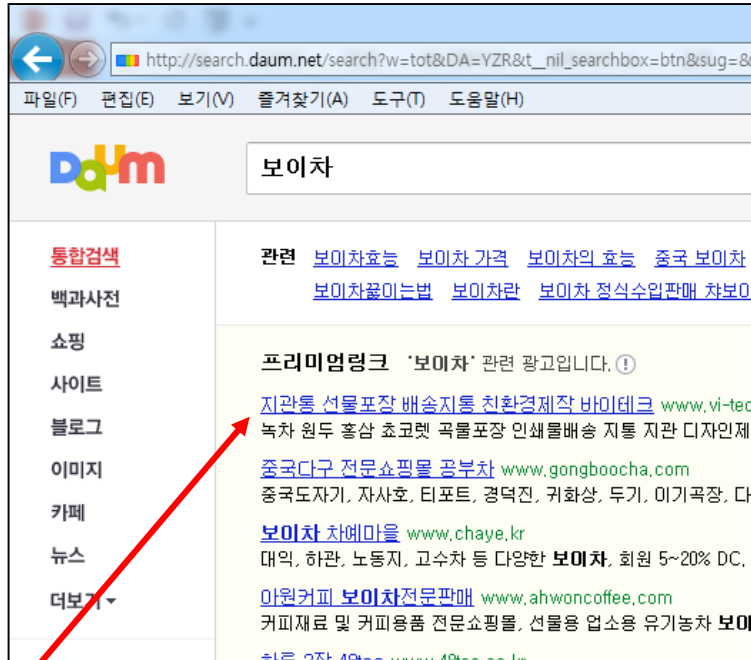 http://search.daum.net/search?w=tot&DA=YZR&t__nil_searchbox=btn&sug=&
파일(F) 편집(E) 보기(V) 즐겨찾기(A) 도구(T) 도움말(H)
Daum
보이차
통합검색
백과사전
쇼핑
사이트
블로그
이미지
카페
뉴스
더보기
관련 보이차효능 보이차 가격 보이차의 효능 중국 보이차
보이차끓이는법 보이차란 보이차 정식수입판매 챠보이
프리미엄링크 '보이차' 관련 광고입니다.
지관통 선물포장 배송지통 친환경제작 바이테크 www.vi-tec
녹차 원두 홍삼 쵸코렛 곡물포장 인쇄물배송 지통 지관 디자인제
중국다구 전문쇼핑몰 공부차 www.gongboocha.com
중국도자기, 자사호, 티포트, 경덕진, 귀화상, 두기, 이기곡장, 대
보이차 차예마을 www.chaye.kr
대익, 하관, 노동지, 고수차 등 다양한 보이차, 회원 5~20% DC,
아원커피 보이차전문판매 www.ahwoncoffee.com
커피재료 및 커피용품 전문쇼핑몰, 선물용 업소용 유기농차 보이